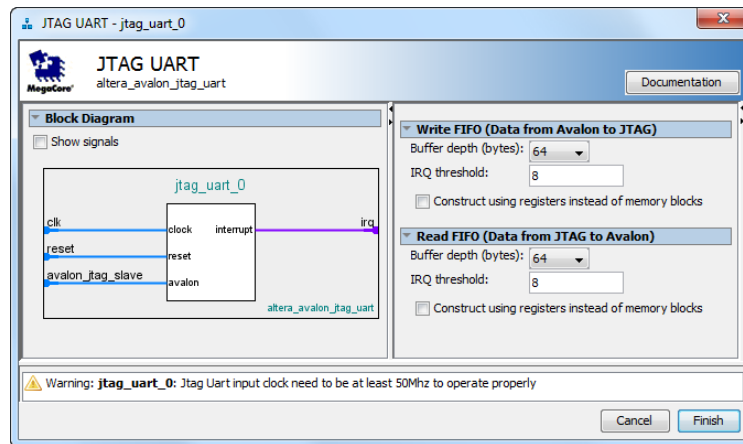 JTAG UART - jtag_uart_0
JTAG UART
altera_avalon_jtag_uart
MegaCore®
Documentation
Block Diagram
Show signals
jtag_uart_0
clk
clock
interrupt
irq
reset
reset
avalon_jtag_slave
avalon
altera_avalon_jtag_uart
Write FIFO (Data from Avalon to JTAG)
Buffer depth (bytes): 64
IRQ threshold: 8
Construct using registers instead of memory blocks
Read FIFO (Data from JTAG to Avalon)
Buffer depth (bytes): 64
IRQ threshold: 8
Construct using registers instead of memory blocks
Warning: jtag_uart_0: Jtag Uart input clock need to be at least 50Mhz to operate properly
Cancel
Finish